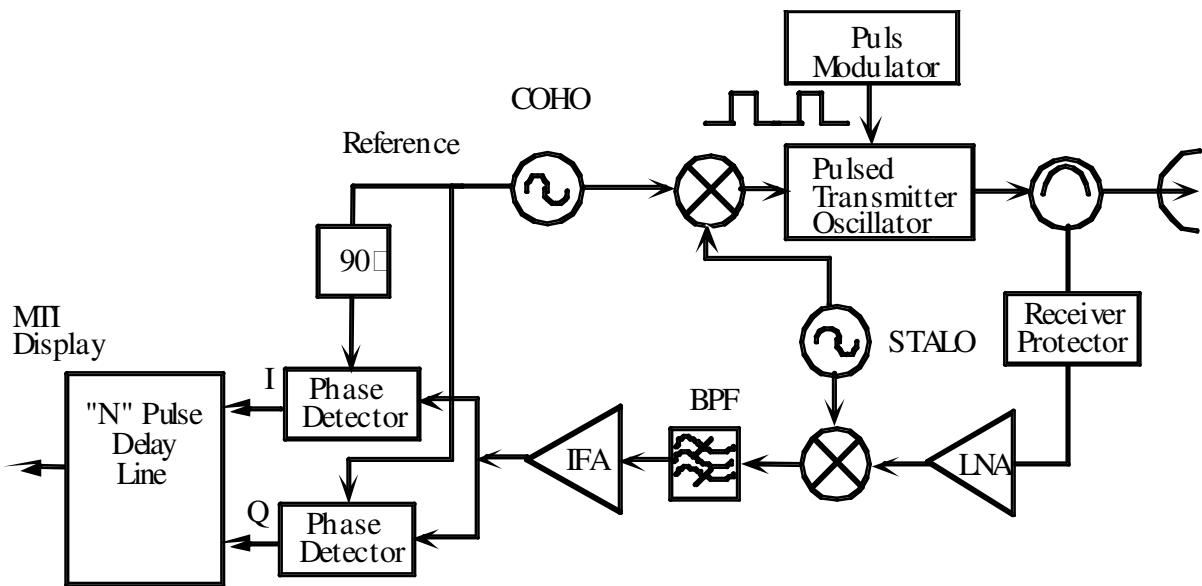 Puls
Modulator
COHO
Reference
Pulsed
Transmitter
Oscillator
90□
MTI
Display
Receiver
Protector
STALO
I
Phase
Detector
BPF
"N" Pulse
Delay
Line
IFA
LNA
Q
Phase
Detector